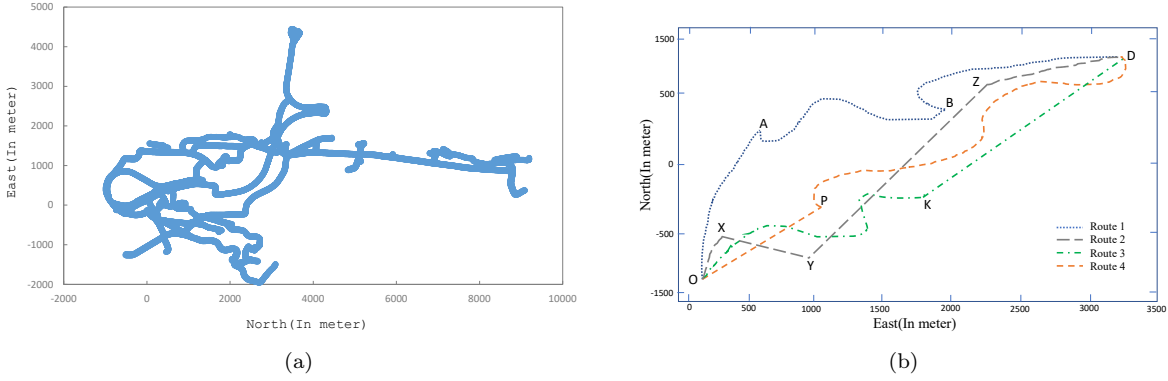 5000
4000
3000
2000
1000
0
-1000
-2000
East(In meter)
-2000 0 2000 4000 6000 8000 10000
North(In meter)
(a)
1500
500
0
-500
-1500
North(In meter)
A
B
Z
D
P
K
X
Y
O
Route 1
Route 2
Route 3
Route 4
0 500 1000 1500 2000 2500 3000 3500
East(In meter)
(b)